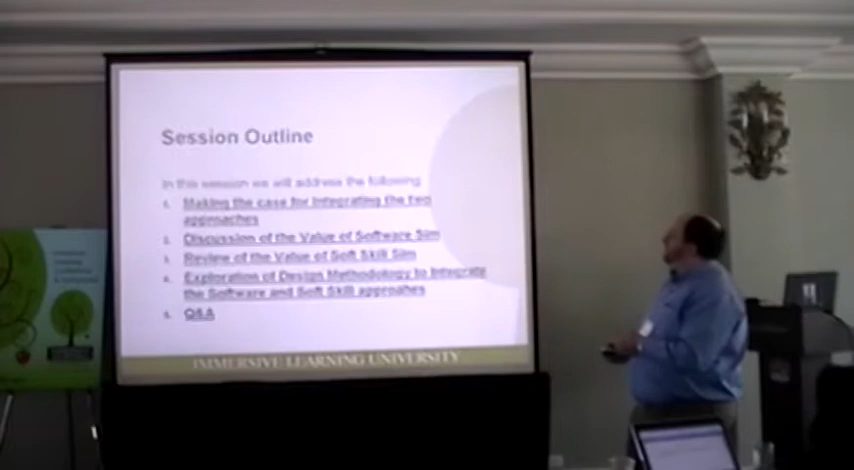 Session Outline
In this session we will address the following
1. Making the case for integrating the two
approaches
2. Discussion of the Value of Software Sim
3. Review of the Value of Soft Skill Sim
4. Exploration of Design Methodology to Integrate
the Software and Soft Skill approaches
5. Q&A
IMMERSIVE LEARNING UNIVERSITY